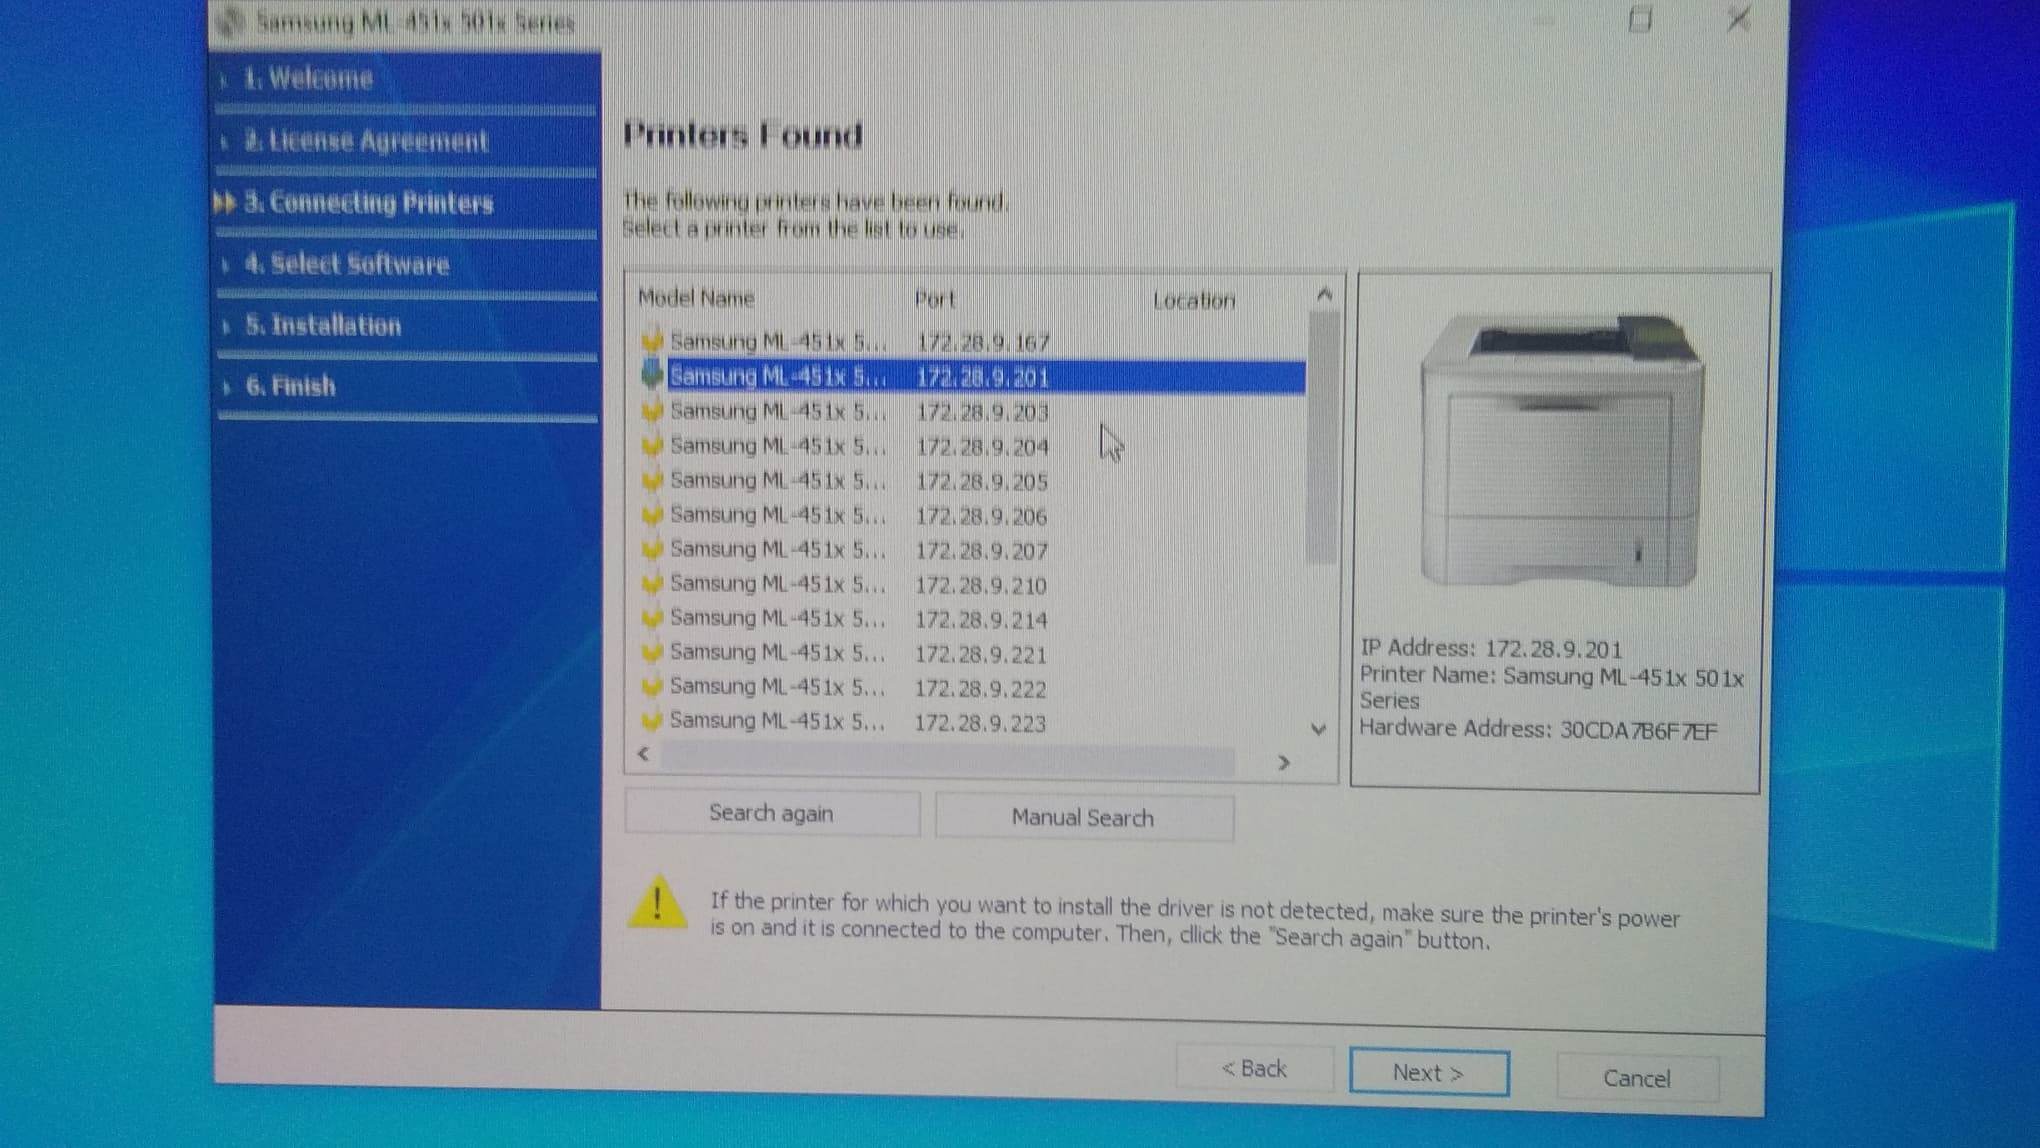 Samsung ML-451x 501x Series
1. Welcome
2. License Agreement
3. Connecting Printers
4. Select Software
5. Installation
6. Finish
Printers Found
The following printers have been found.
Select a printer from the list to use.
Model Name Port Location
Samsung ML-451x 5... 172.28.9.167
Samsung ML-451x 5... 172.28.9.201
Samsung ML-451x 5... 172.28.9.203
Samsung ML-451x 5... 172.28.9.204
Samsung ML-451x 5... 172.28.9.205
Samsung ML-451x 5... 172.28.9.206
Samsung ML-451x 5... 172.28.9.207
Samsung ML-451x 5... 172.28.9.210
Samsung ML-451x 5... 172.28.9.214
Samsung ML-451x 5... 172.28.9.221
Samsung ML-451x 5... 172.28.9.222
Samsung ML-451x 5... 172.28.9.223
IP Address: 172.28.9.201
Printer Name: Samsung ML-451x 501x
Series
Hardware Address: 30CDA7B6F7EF
Search again Manual Search
If the printer for which you want to install the driver is not detected, make sure the printer's power
is on and it is connected to the computer. Then, cllick the "Search again" button.
< Back Next > Cancel